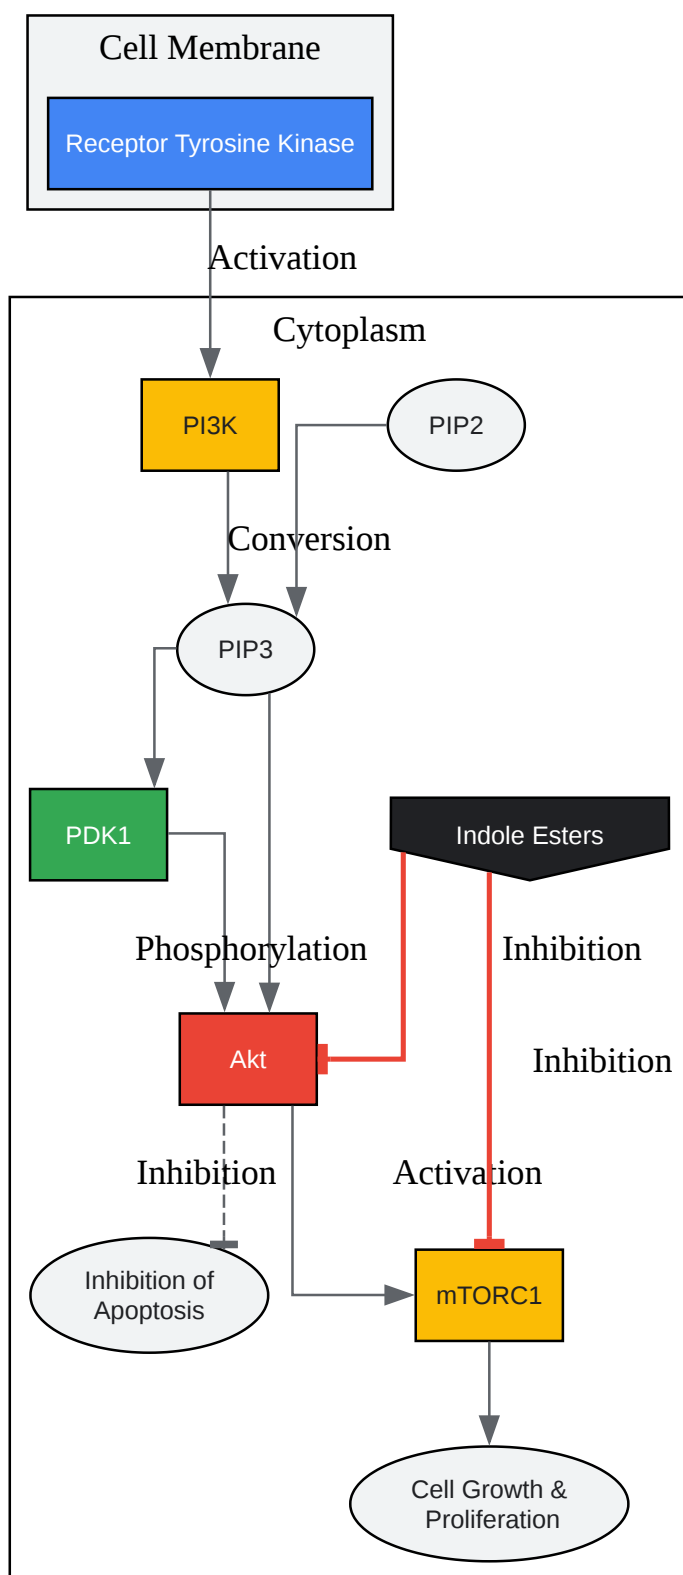 Cell Membrane
Receptor Tyrosine Kinase
Activation
Cytoplasm
PI3K
PIP2
Conversion
PIP3
PDK1
Indole Esters
Phosphorylation
Inhibition
Akt
Inhibition
Inhibition
Activation
Inhibition of
Apoptosis
mTORC1
Cell Growth &
Proliferation